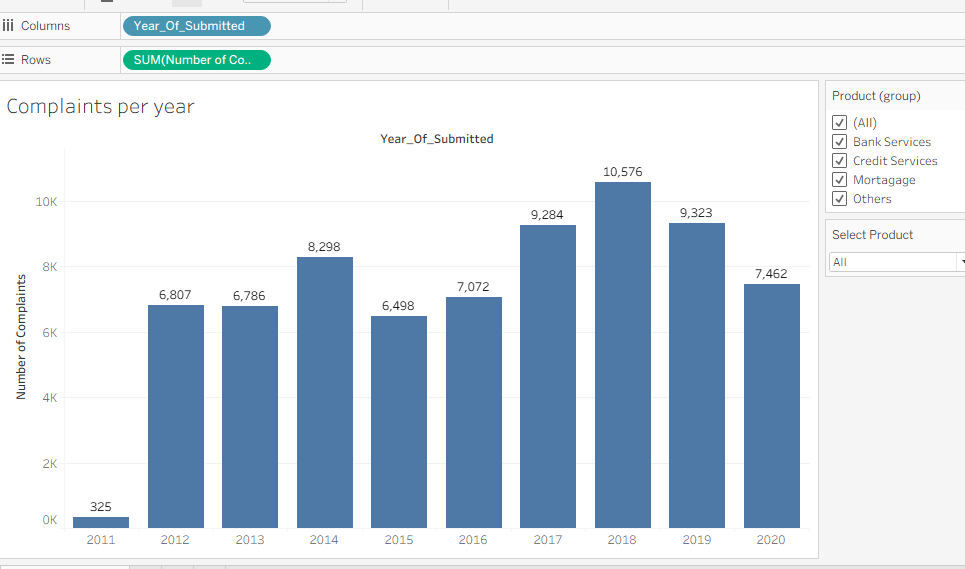 Columns
Year_Of_Submitted
Rows
SUM(Number of Co..
Complaints per year
Year_Of_Submitted
Number of Complaints
10K
8K
6K
4K
2K
0K
325
6,807
6,786
8,298
6,498
7,072
9,284
10,576
9,323
7,462
2011
2012
2013
2014
2015
2016
2017
2018
2019
2020
Product (group)
(All)
Bank Services
Credit Services
Mortagage
Others
Select Product
All